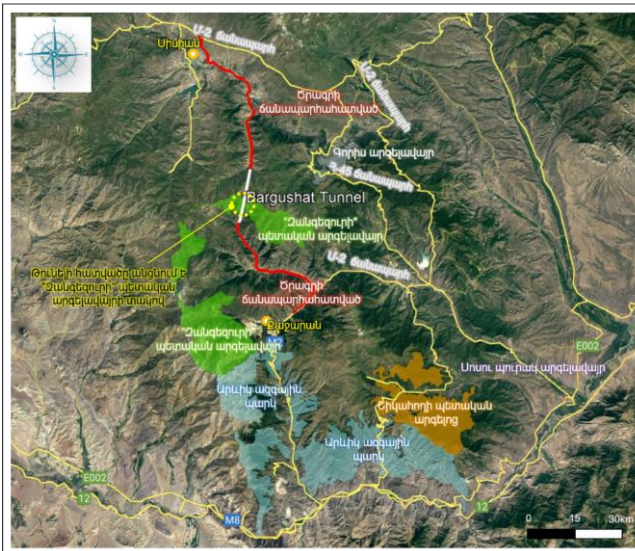 N
W E
S
Սիսիան
Մ-2 ճանապարհ
Մ-2 ճանապարհ
Ծրագրի
ճանապարհահատված
Գորիս արգելավայր
Հ-45 ճանապարհ
Bargushat Tunnel
"Զանգեզուրի"
պետական արգելավայր
Մ-2 ճանապարհ
Թունելի հատվածը անցնում է
"Զանգեզուրի" պետական
արգելավայրի տակով
Ծրագրի
ճանապարհահատված
Քաջարան
"Զանգեզուրի"
պետական արգելավայր
M2
E002
Սոսու պուրակ արգելավայր
Արևիկ ազգային
պարկ
Շիկահողի պետական
արգելոց
Արևիկ ազգային
պարկ
E002
12
12
M8
0 15 30km